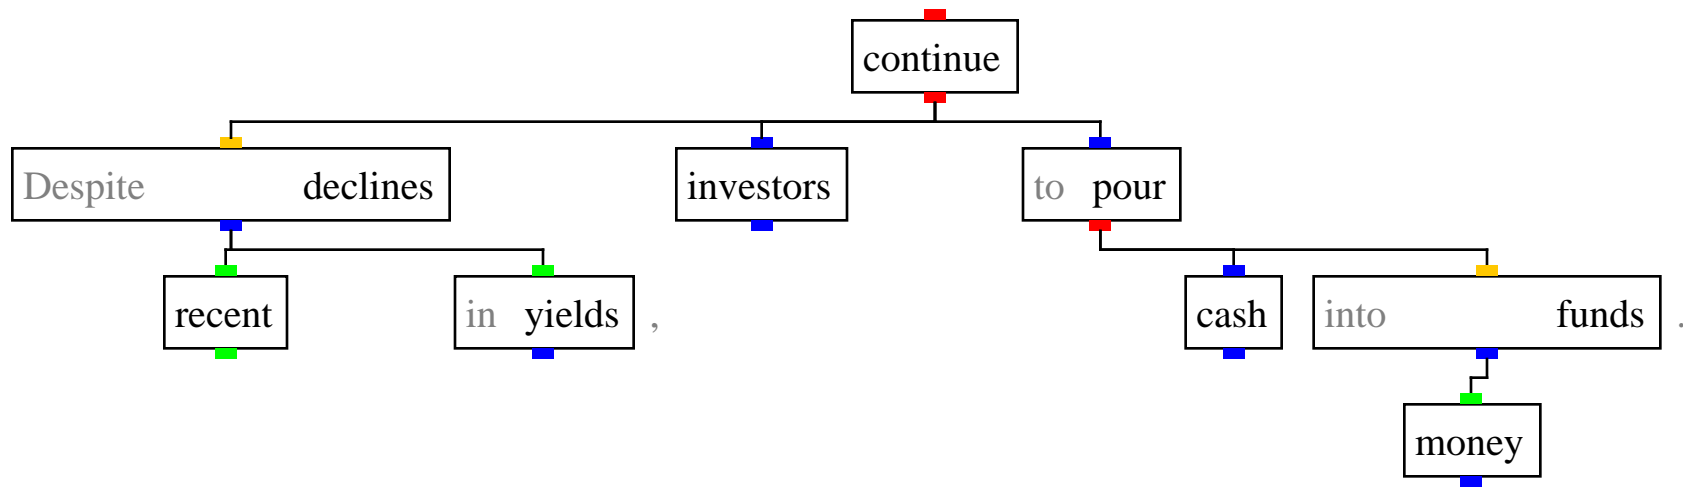 continue
Despite declines investors to pour
recent in yields , cash into funds .
money